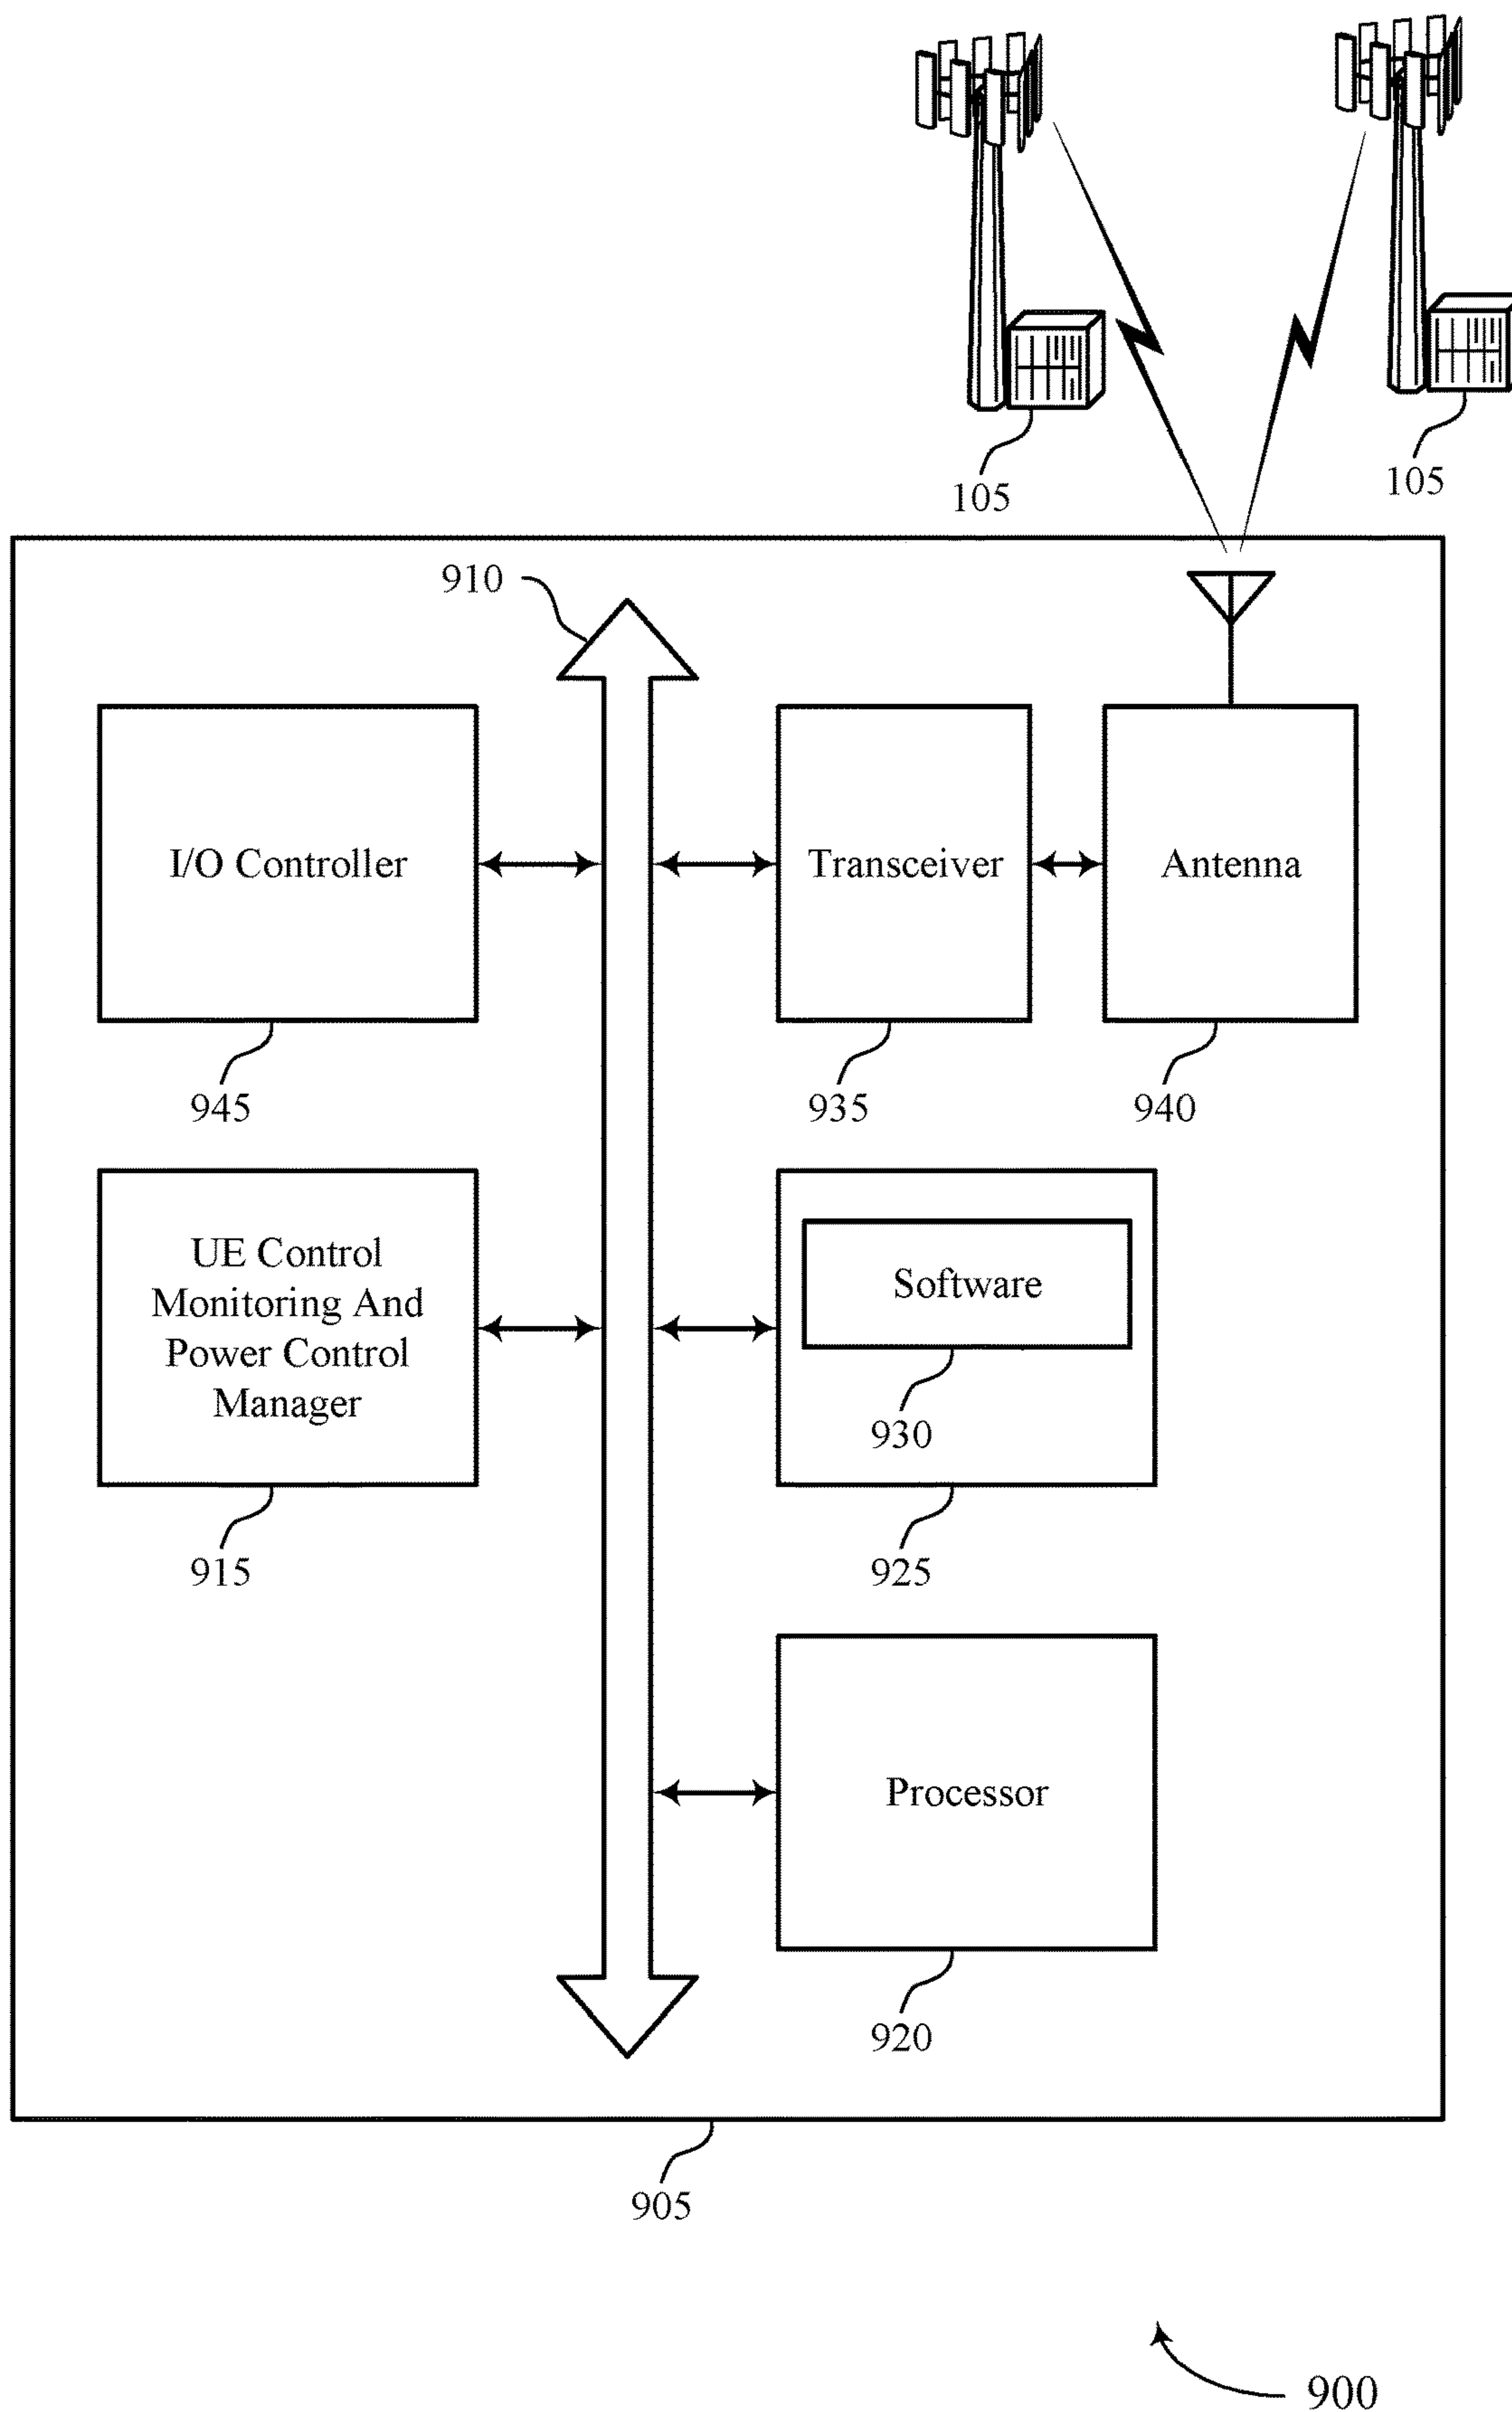 105
105
910
I/O Controller
Transceiver
Antenna
945
935
940
UE Control
Monitoring And
Power Control
Manager
Software
930
915
925
Processor
920
905
900